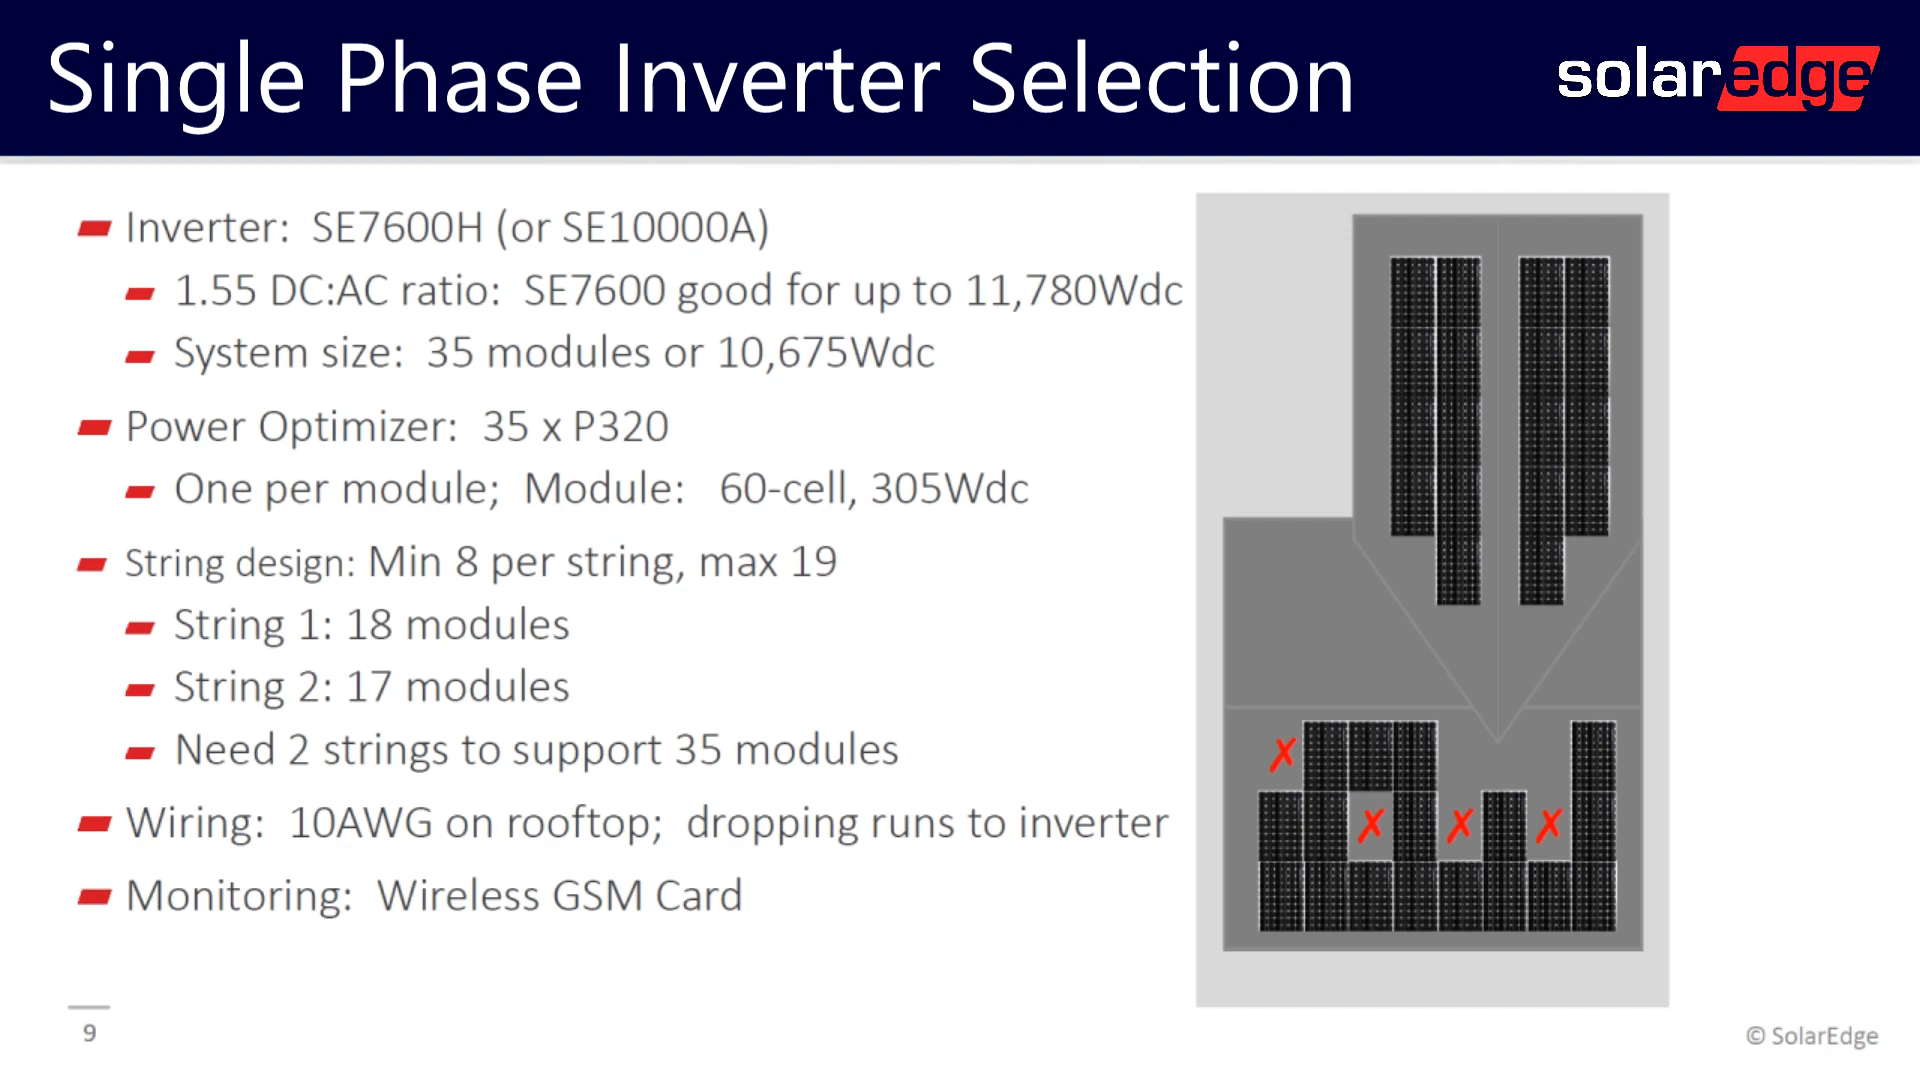 Single Phase Inverter Selection
solaredge
Inverter: SE7600H (or SE10000A)
1.55 DC:AC ratio: SE7600 good for up to 11,780Wdc
System size: 35 modules or 10,675Wdc
Power Optimizer: 35 x P320
One per module; Module: 60-cell, 305Wdc
String design: Min 8 per string, max 19
String 1: 18 modules
String 2: 17 modules
Need 2 strings to support 35 modules
Wiring: 10AWG on rooftop; dropping runs to inverter
Monitoring: Wireless GSM Card
9
© SolarEdge